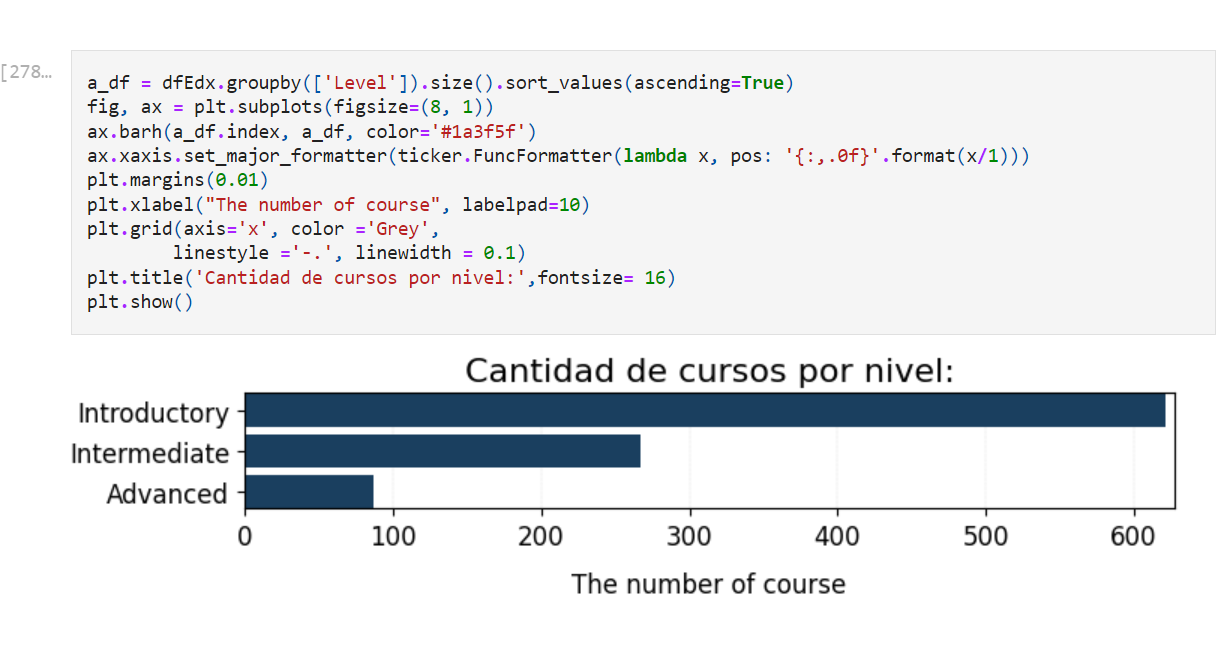 [278…
a_df = dfEdx.groupby(['Level']).size().sort_values(ascending=True)
fig, ax = plt.subplots(figsize=(8, 1))
ax.barh(a_df.index, a_df, color='#1a3f5f')
ax.xaxis.set_major_formatter(ticker.FuncFormatter(lambda x, pos: '{:,.0f}'.format(x/1)))
plt.margins(0.01)
plt.xlabel("The number of course", labelpad=10)
plt.grid(axis='x', color ='Grey',
        linestyle ='-.', linewidth = 0.1)
plt.title('Cantidad de cursos por nivel:',fontsize= 16)
plt.show()
Cantidad de cursos por nivel:
Introductory
Intermediate
Advanced
0 100 200 300 400 500 600
The number of course